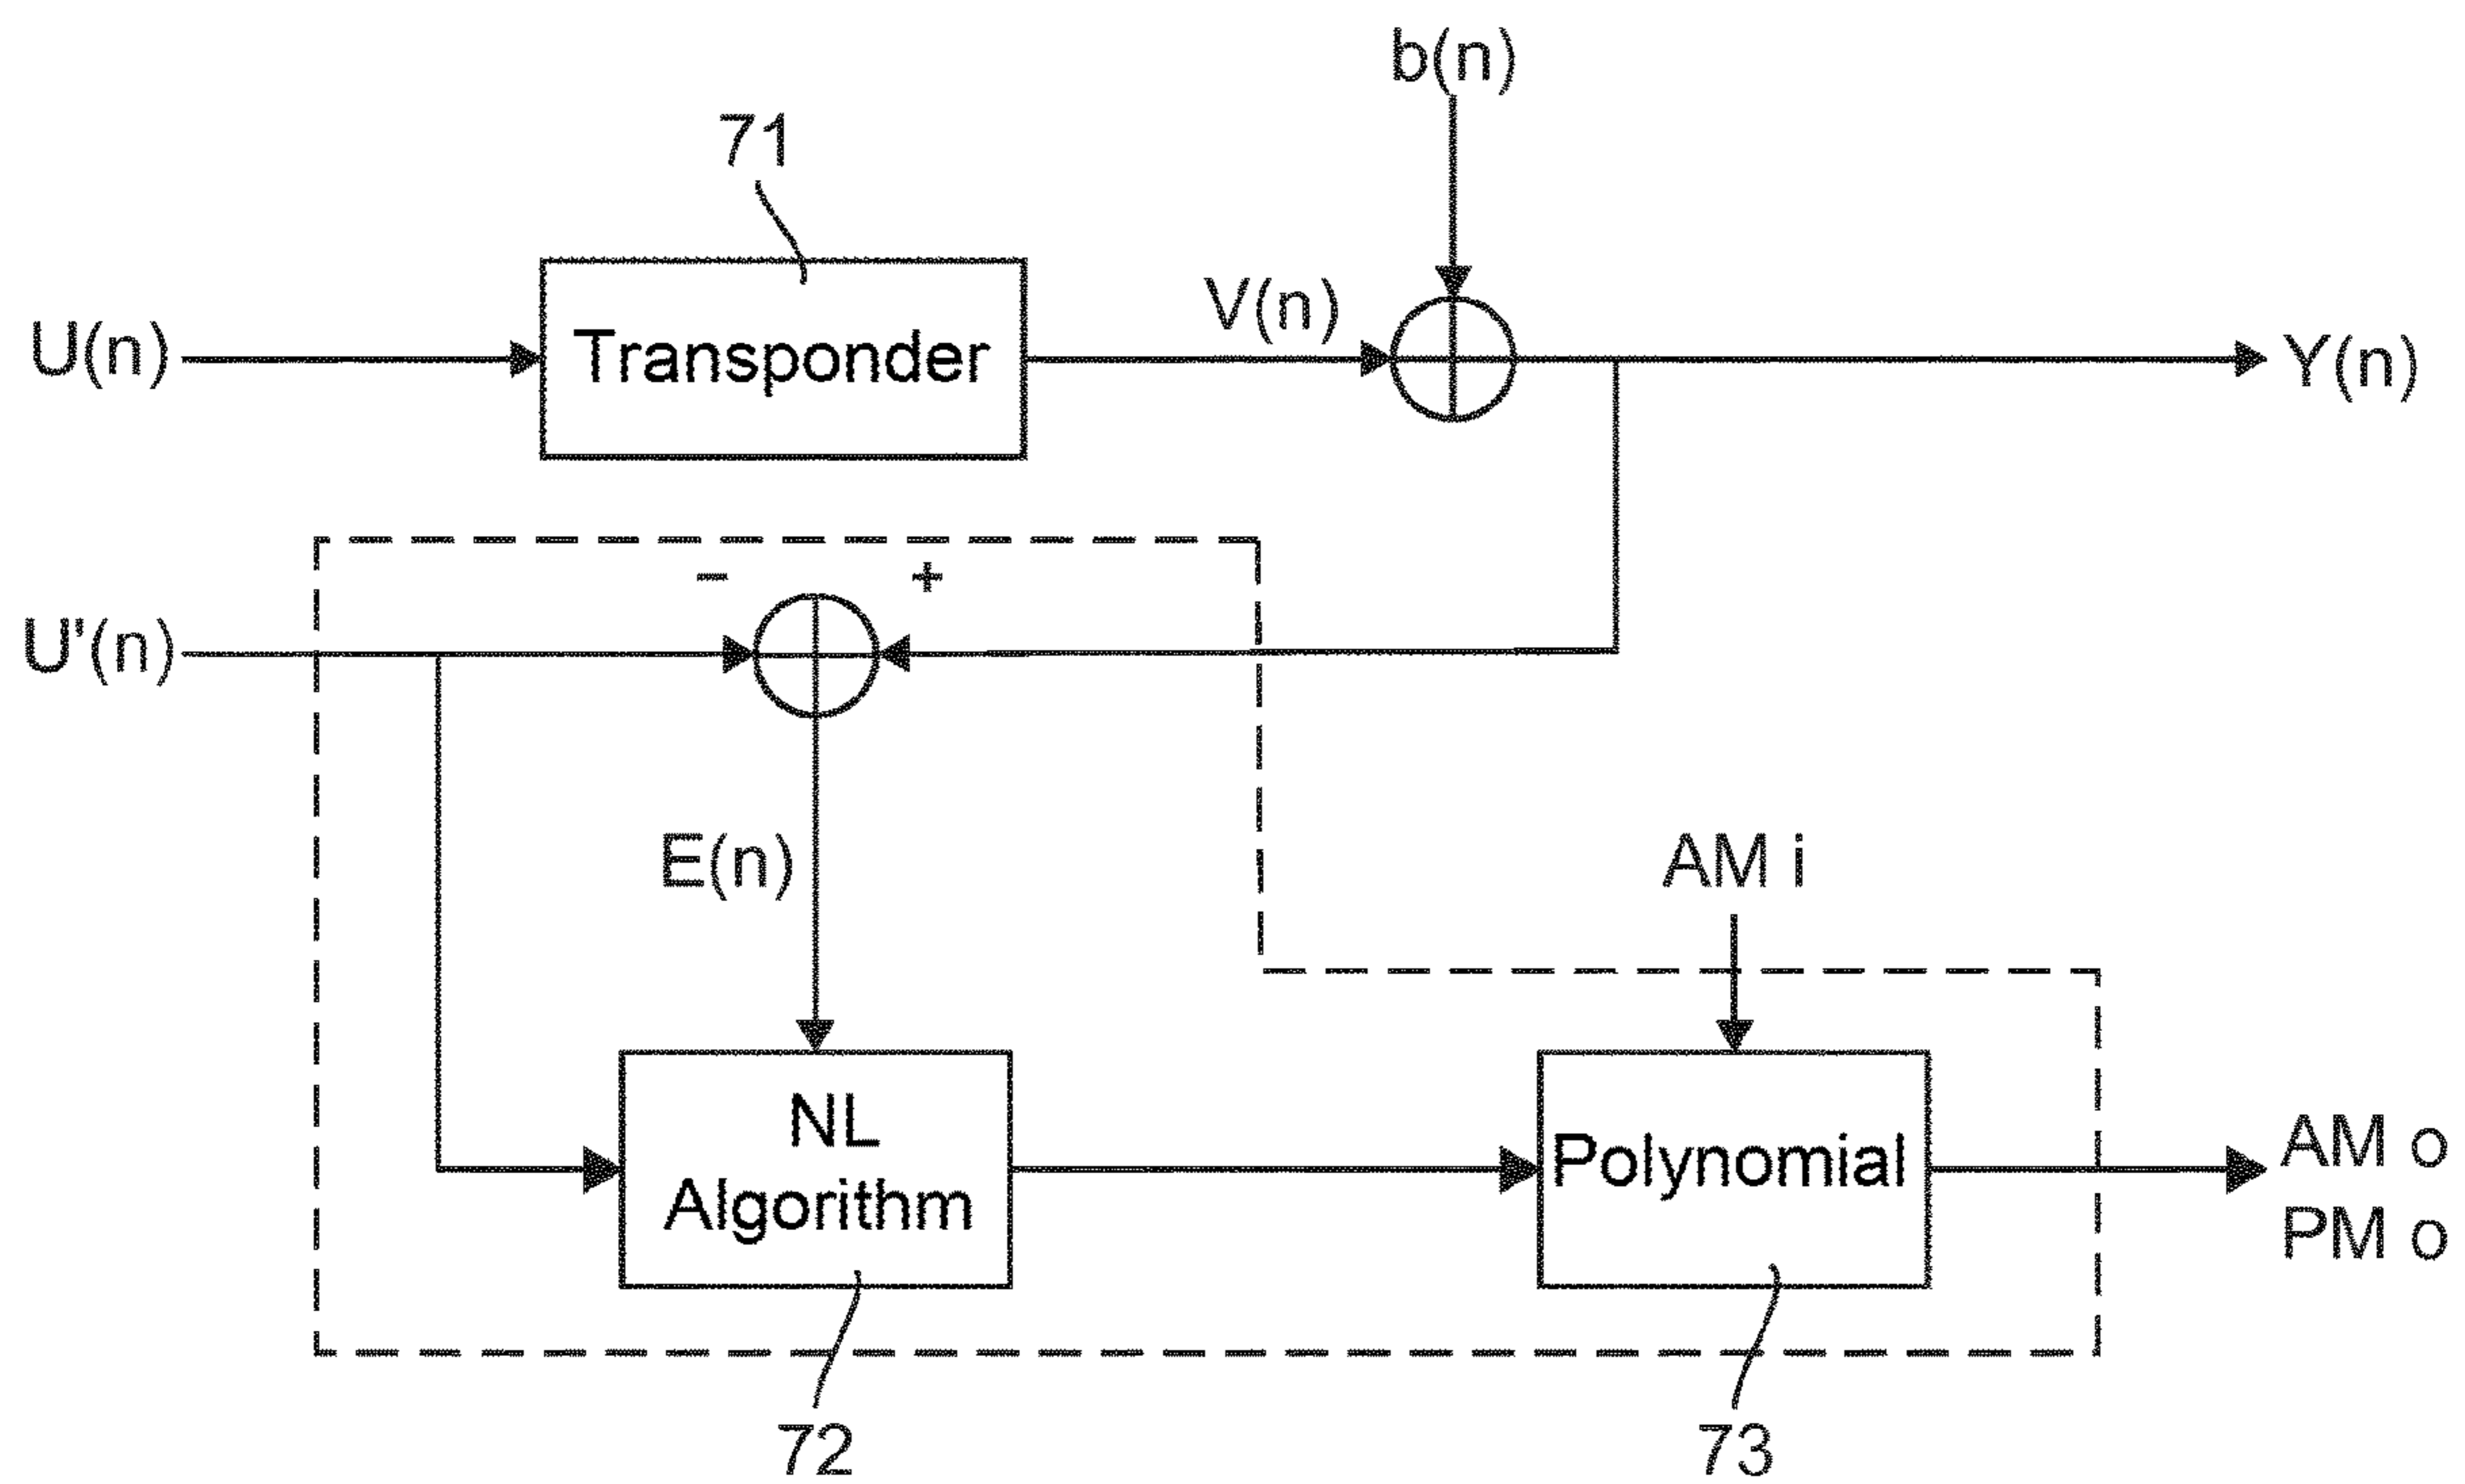 b(n)
71
V(n)
U(n)
Transponder
Y(n)
- +
U'(n)
E(n)
AM i
NL
Algorithm
Polynomial
AM o
PM o
72
73